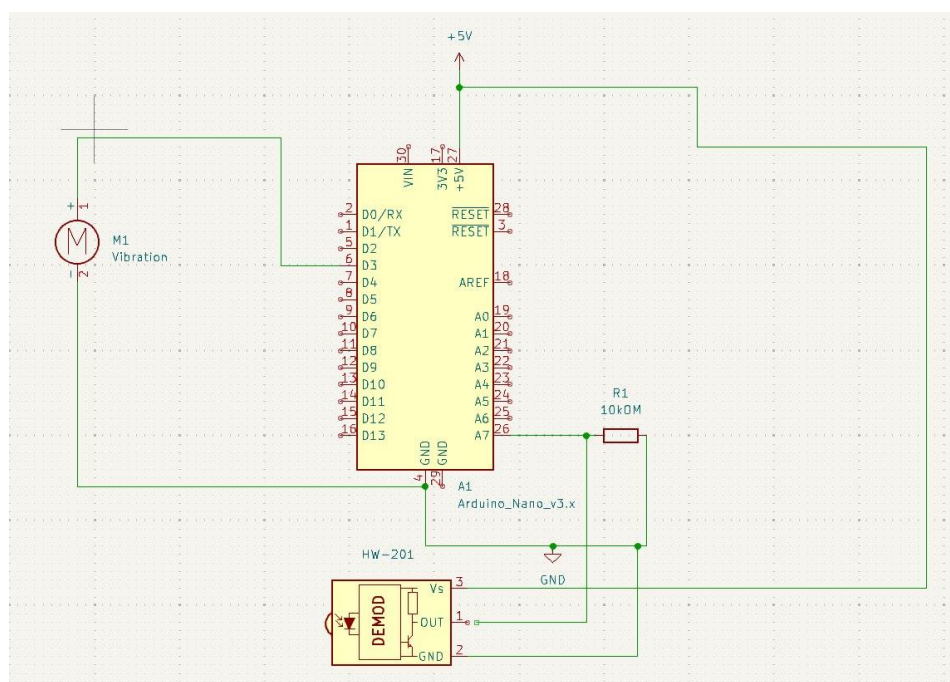 +5V
30
17
27
VIN
3V3
+5V
+
1
M
M1
Vibration
-
2
2
D0/RX
RESET
28
1
D1/TX
RESET
3
5
D2
6
D3
7
D4
AREF
18
8
D5
9
D6
A0
19
10
D7
A1
20
11
D8
A2
21
12
D9
A3
22
13
D10
A4
23
14
D11
A5
24
15
D12
A6
25
16
D13
A7
26
R1
10kOM
GND
GND
4
29
A1
Arduino_Nano_v3.x
HW-201
GND
DEMOD
Vs
3
OUT
1
GND
2